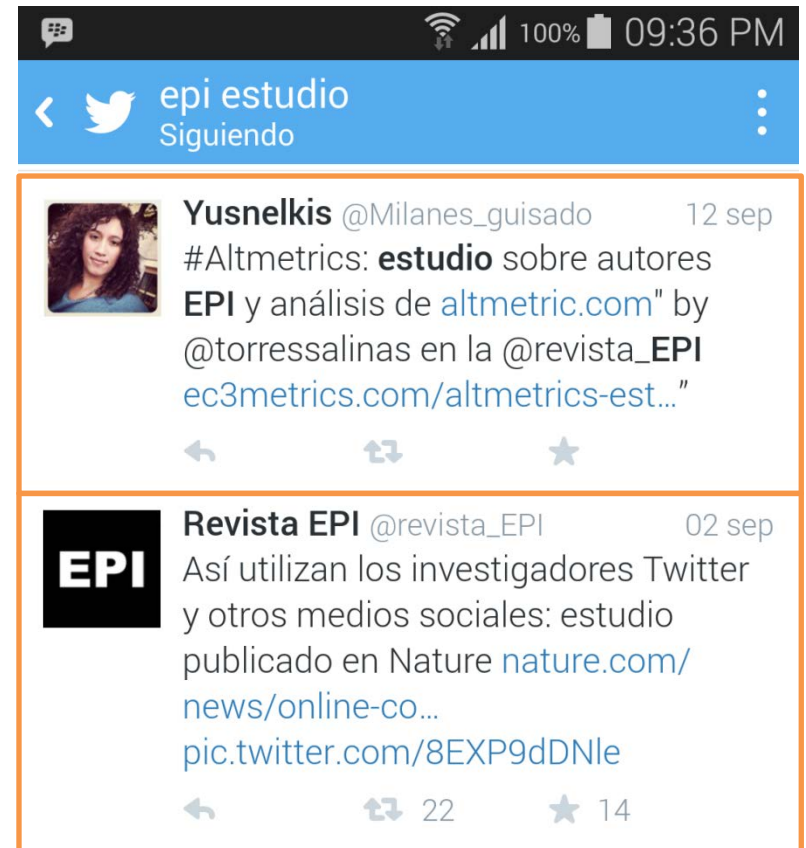 100% 09:36 PM
epi estudio
Siguiendo
Yusnelkis @Milanes_guisado 12 sep
#Altmetrics: estudio sobre autores
EPI y análisis de altmetric.com" by
@torressalinas en la @revista_EPI
ec3metrics.com/altmetrics-est…"
EPI
Revista EPI @revista_EPI 02 sep
Así utilizan los investigadores Twitter
y otros medios sociales: estudio
publicado en Nature nature.com/
news/online-co…
pic.twitter.com/8EXP9dDNle
22 14